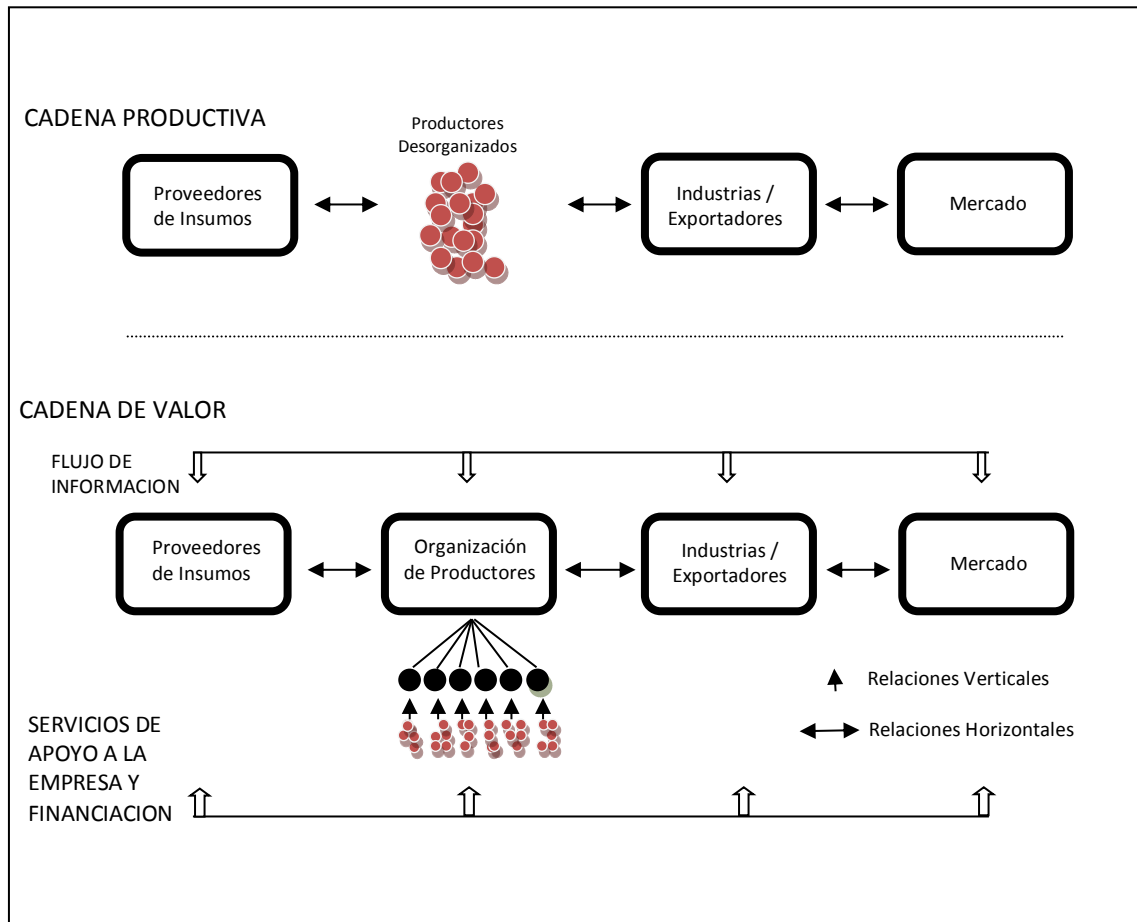 CADENA PRODUCTIVA
Productores
Desorganizados
Proveedores
de Insumos
Industrias /
Exportadores
Mercado
CADENA DE VALOR
FLUJO DE
INFORMACION
Proveedores
de Insumos
Organización
de Productores
Industrias /
Exportadores
Mercado
Relaciones Verticales
Relaciones Horizontales
SERVICIOS DE
APOYO A LA
EMPRESA Y
FINANCIACION